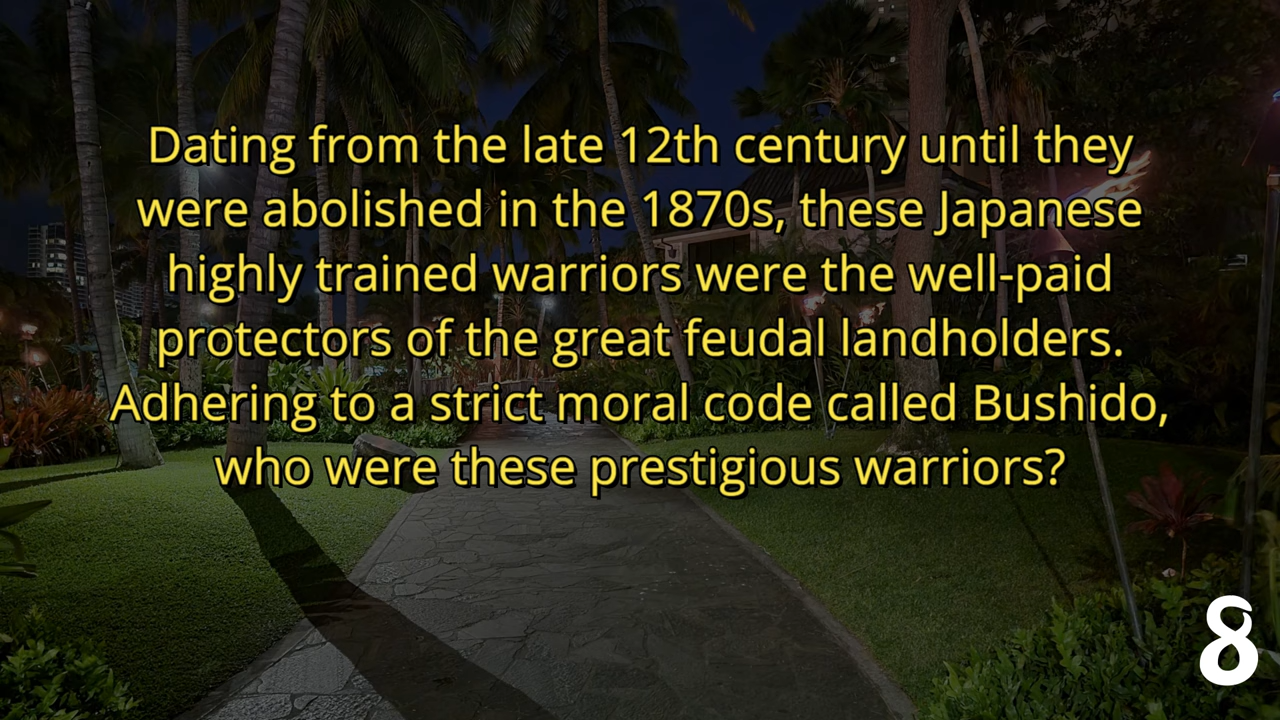 Dating from the late 12th century until they
were abolished in the 1870s, these Japanese
highly trained warriors were the well-paid
protectors of the great feudal landholders.
Adhering to a strict moral code called Bushido,
who were these prestigious warriors?
8